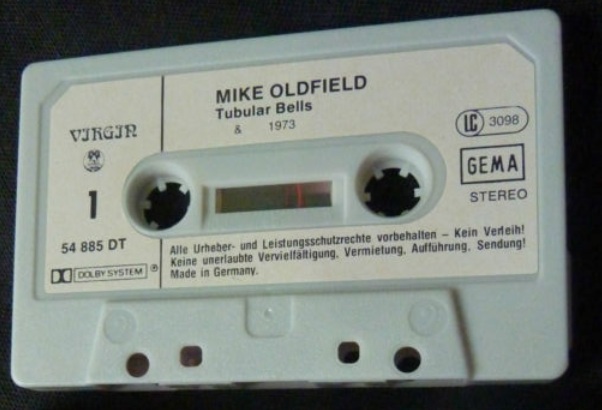 MIKE OLDFIELD
Tubular Bells
& 1973
VIRGIN
1
54 885 DT
DOLBY SYSTEM ®
LC 3098
GEMA
STEREO
Alle Urheber- und Leistungsschutzrechte vorbehalten – Kein Verleih!
Keine unerlaubte Vervielfältigung, Vermietung, Aufführung, Sendung!
Made in Germany.